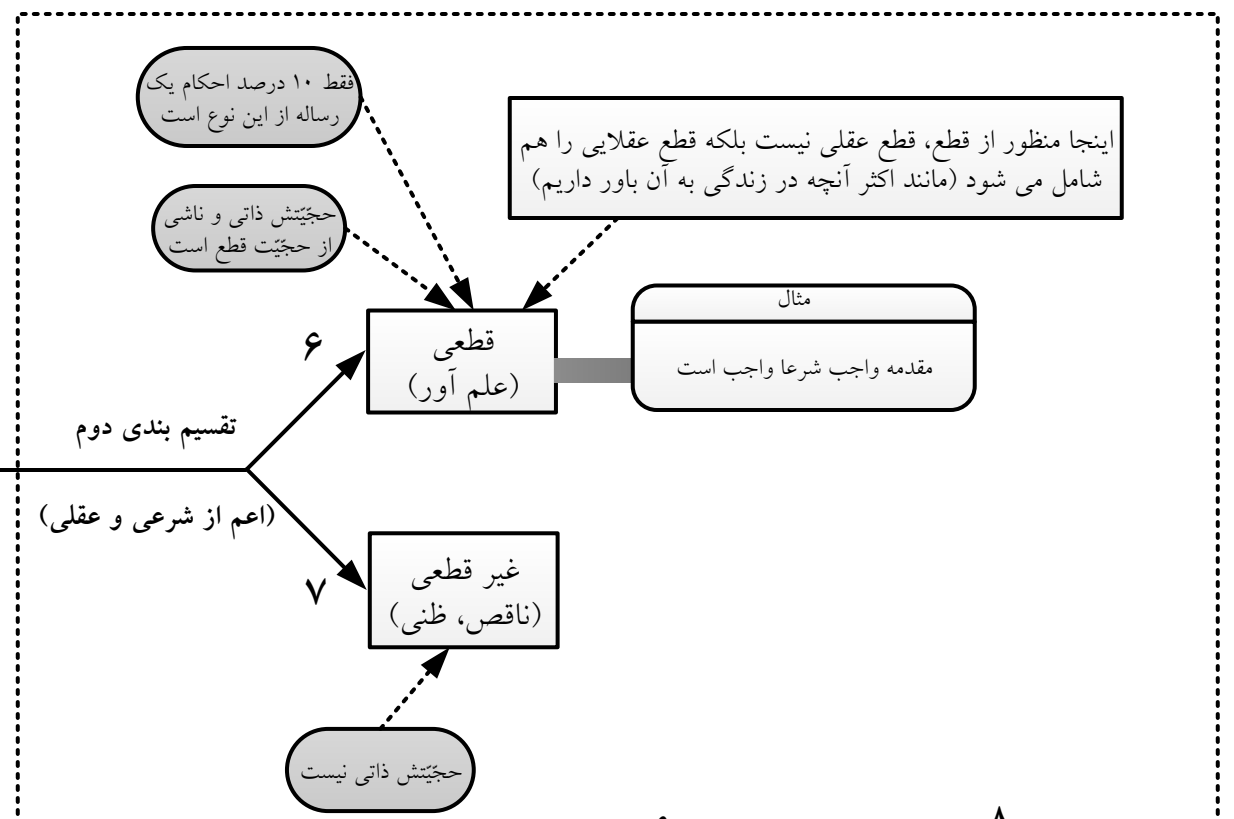 فقط ۱۰ درصد احکام یک
رساله از این نوع است
اینجا منظور از قطع، قطع عقلی نیست بلکه قطع عقلایی را هم
شامل می شود (مانند اکثر آنچه در زندگی به آن باور داریم)
حجّیّتش ذاتی و ناشی
از حجّیّت قطع است
مثال
مقدمه واجب شرعا واجب است
قطعی
(علم آور)
۶
تقسیم بندی دوم
(اعم از شرعی و عقلی)
۷
غیر قطعی
(ناقص، ظنی)
حجّیّتش ذاتی نیست